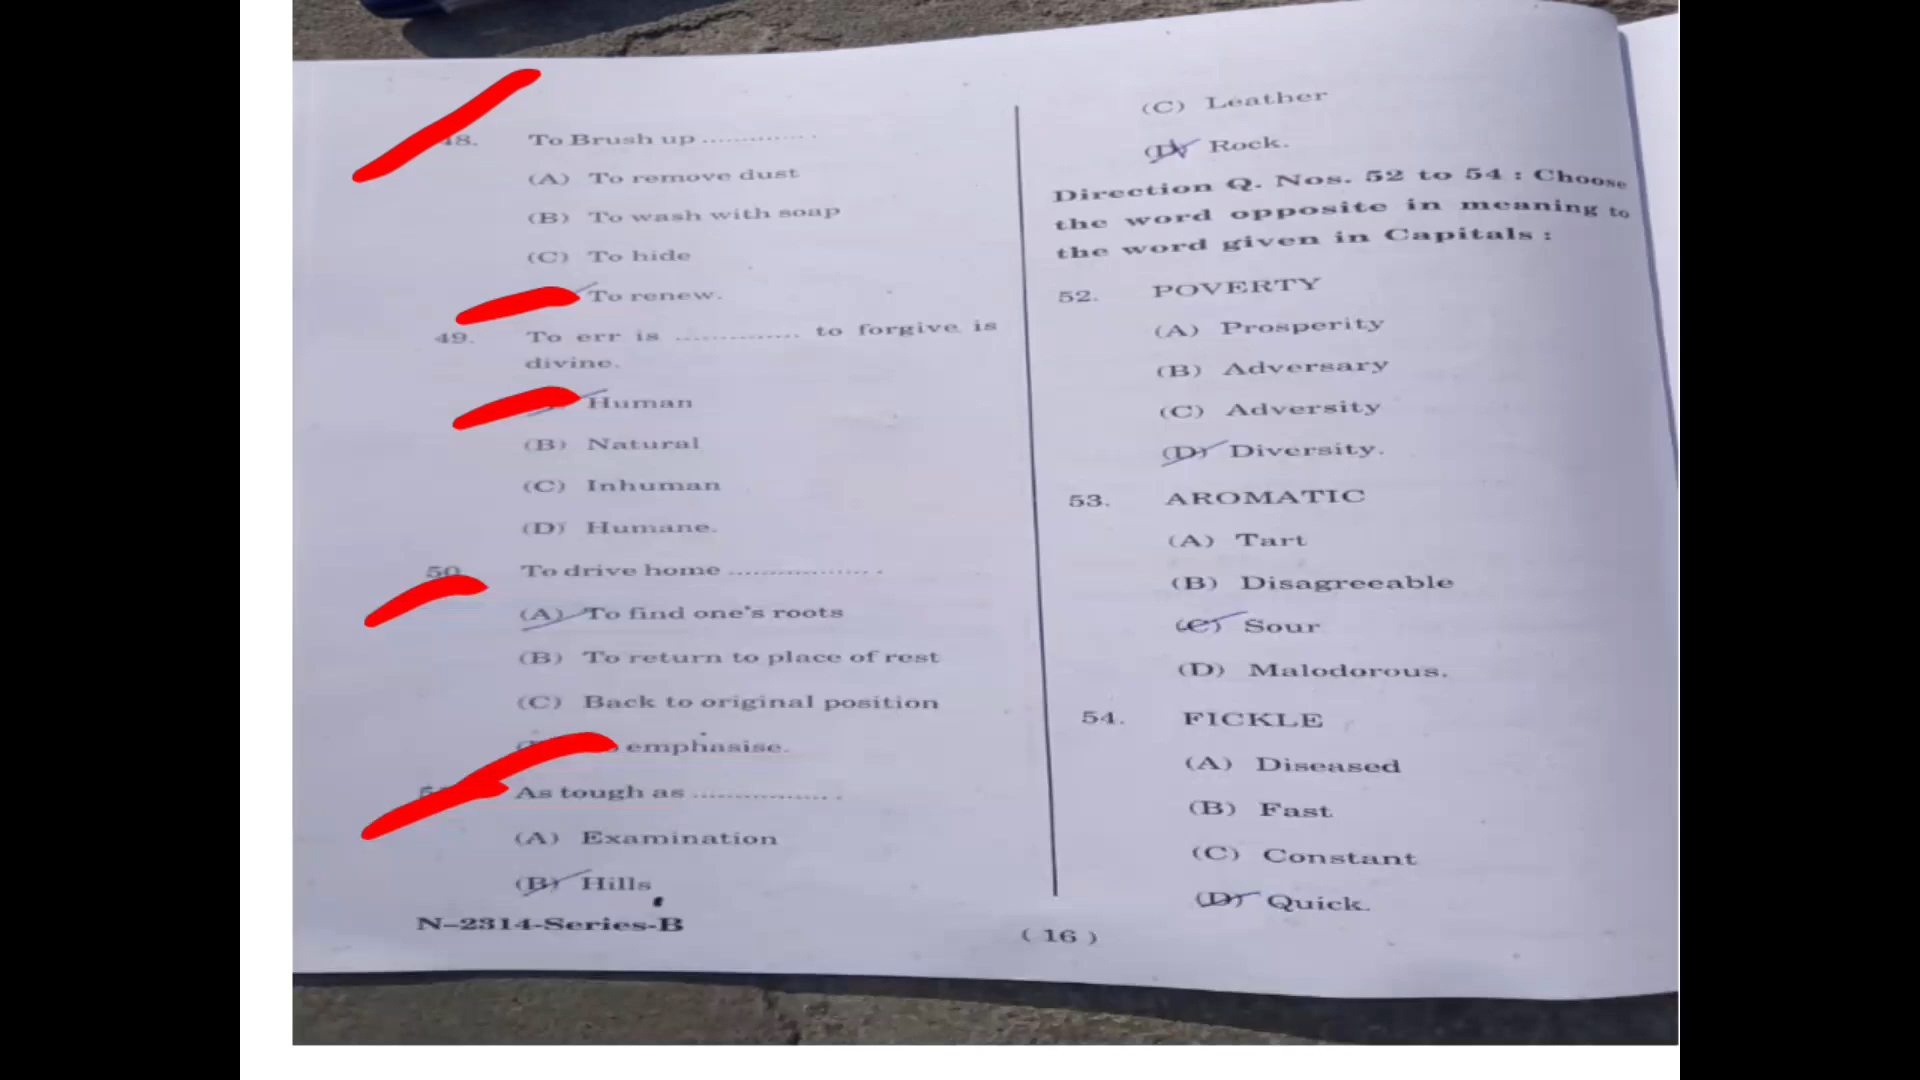 48. To Brush up .............. .
(A) To remove dust
(B) To wash with soap
(C) To hide
To renew.
49. To err is .............. to forgive is
divine.
Human
(B) Natural
(C) Inhuman
(D) Humane.
50. To drive home .................. .
(A) To find one's roots
(B) To return to place of rest
(C) Back to original position
emphasise.
As tough as ................ .
(A) Examination
(B) Hills
N–2314-Series-B
(C) Leather
(D) Rock.
Direction Q. Nos. 52 to 54 : Choose
the word opposite in meaning to
the word given in Capitals :
52. POVERTY
(A) Prosperity
(B) Adversary
(C) Adversity
(D) Diversity.
53. AROMATIC
(A) Tart
(B) Disagreeable
(C) Sour
(D) Malodorous.
54. FICKLE
(A) Diseased
(B) Fast
(C) Constant
(D) Quick.
( 16 )